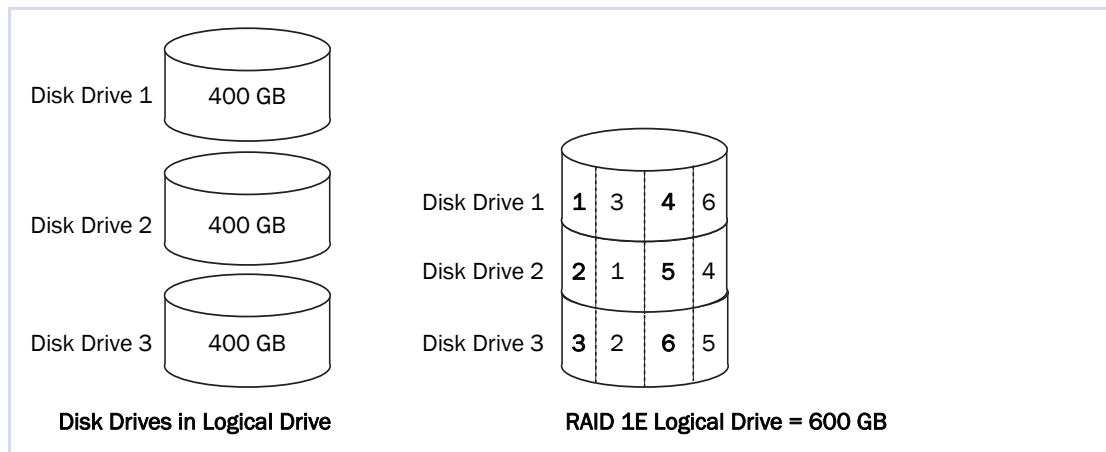 Disk Drive 1 400 GB
Disk Drive 2 400 GB
Disk Drive 3 400 GB
Disk Drives in Logical Drive
Disk Drive 1 1 3 4 6
Disk Drive 2 2 1 5 4
Disk Drive 3 3 2 6 5
RAID 1E Logical Drive = 600 GB